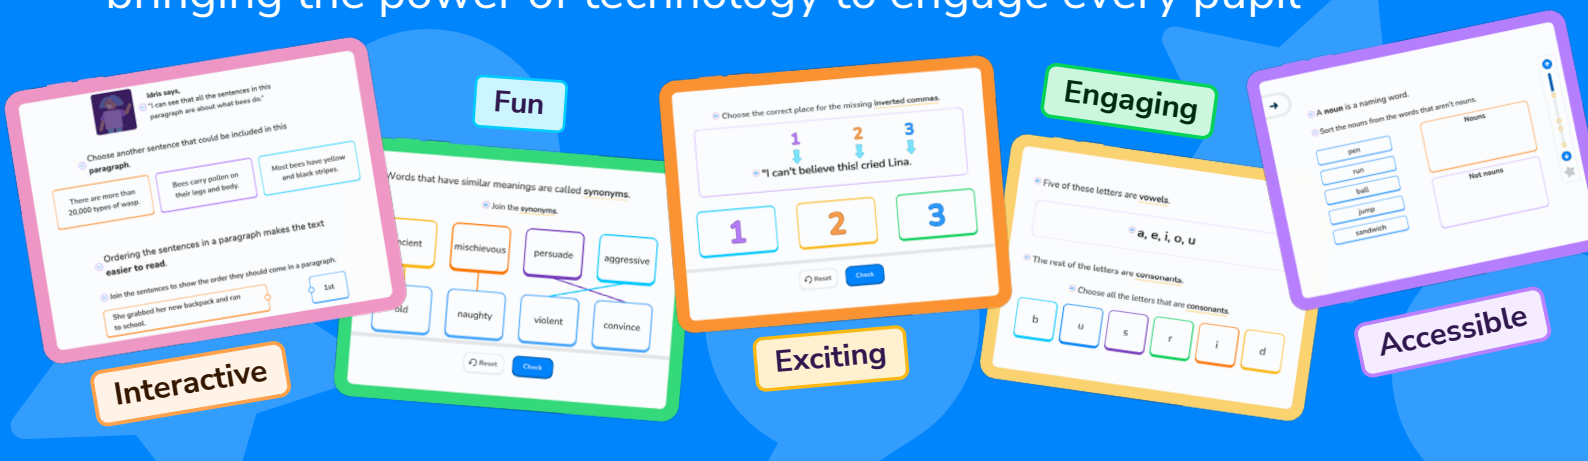 bringing the power of technology to engage every pupil
Idris says,
"I can see that all the sentences in this
paragraph are about what bees do."
Choose another sentence that could be included in this
paragraph.
There are more than
20,000 types of wasp.
Bees carry pollen on
their legs and body.
Most bees have yellow
and black stripes.
Ordering the sentences in a paragraph makes the text
easier to read.
Join the sentences to show the order they should come in a paragraph.
She grabbed her new backpack and ran
to school.
1st
Interactive
Fun
Words that have similar meanings are called synonyms.
Join the synonyms.
ncient
mischievous
persuade
aggressive
old
naughty
violent
convince
Reset
Check
Choose the correct place for the missing inverted commas.
1
2
3
"I can't believe this! cried Lina.
1
2
3
Reset
Check
Exciting
Engaging
Five of these letters are vowels.
a, e, i, o, u
The rest of the letters are consonants.
Choose all the letters that are consonants.
b
u
s
r
i
d
A noun is a naming word.
Sort the nouns from the words that aren't nouns.
pen
run
ball
jump
sandwich
Nouns
Not nouns
Accessible